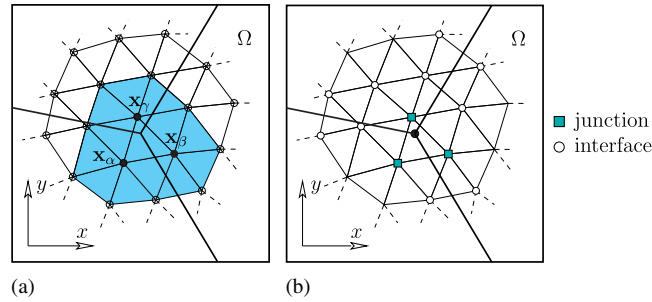 Ω
x_γ
x_β
x_α
y
x
(a)
Ω
y
x
(b)
junction
interface